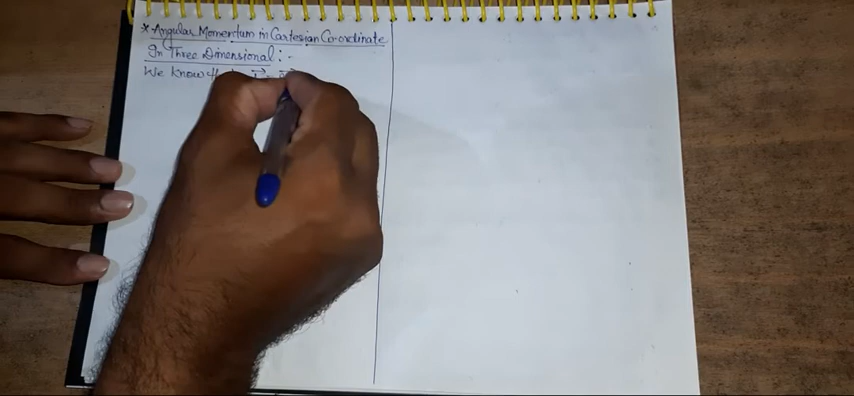 * Angular Momentum in Cartesian Co-ordinate
In Three Dimensional :-
We know